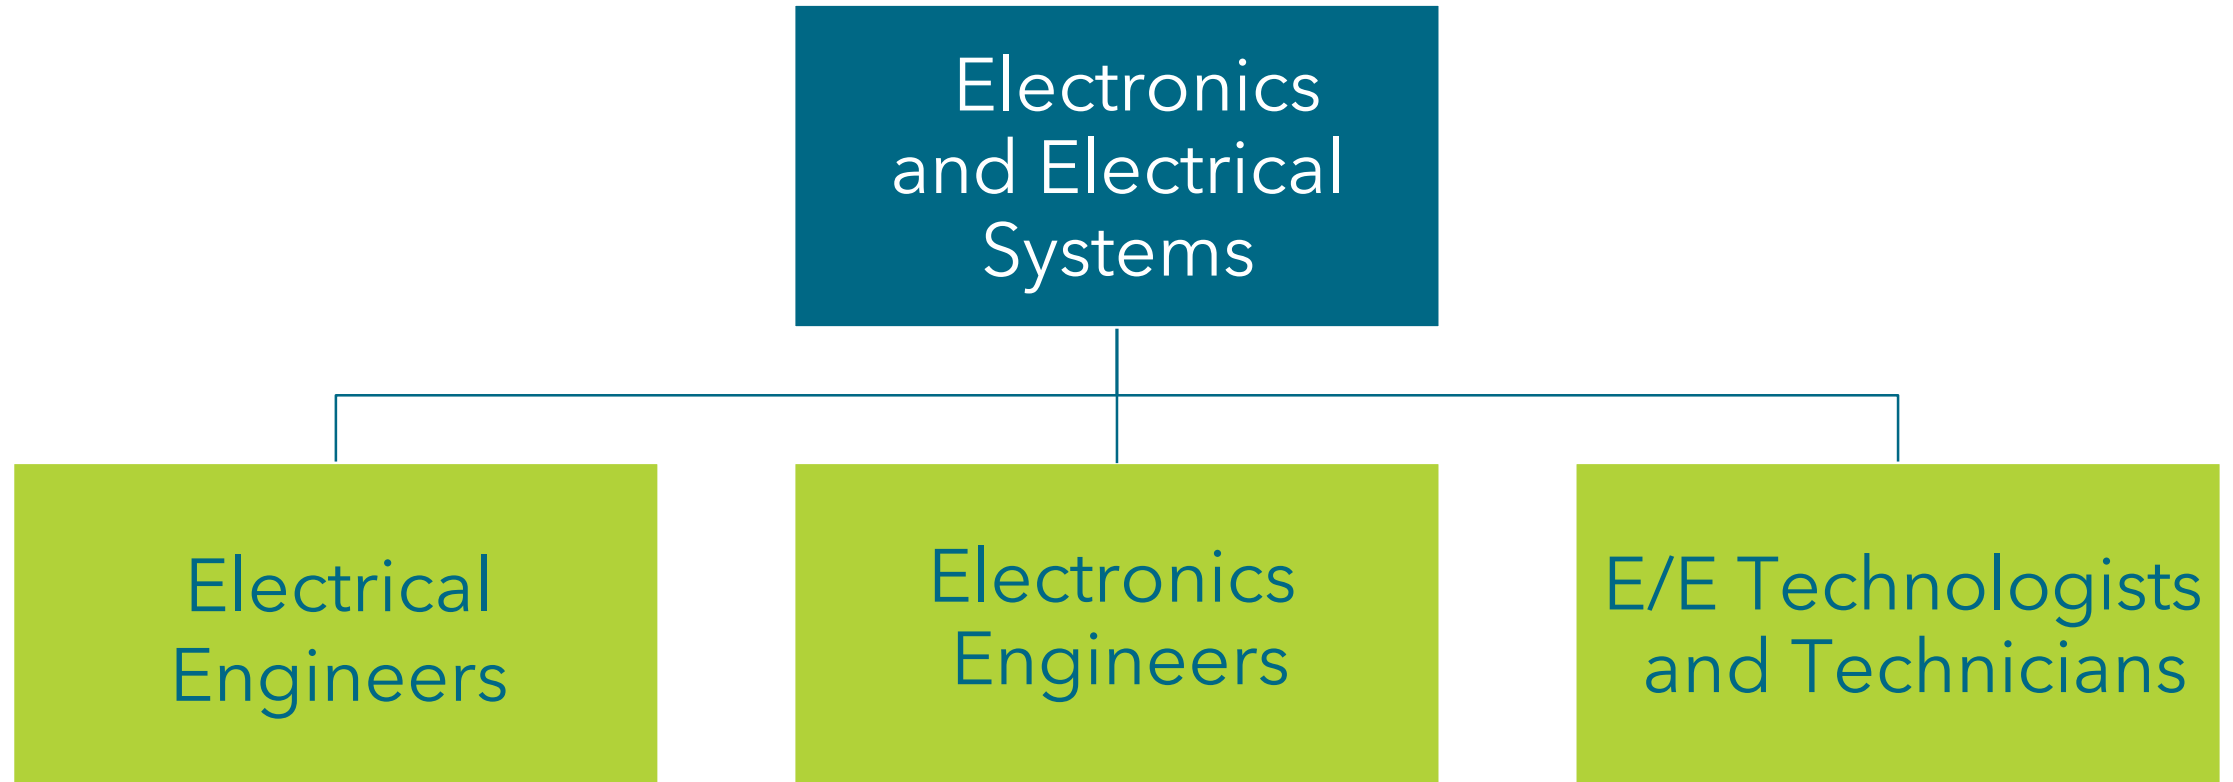 Electronics
and Electrical
Systems
Electrical
Engineers
Electronics
Engineers
E/E Technologists
and Technicians